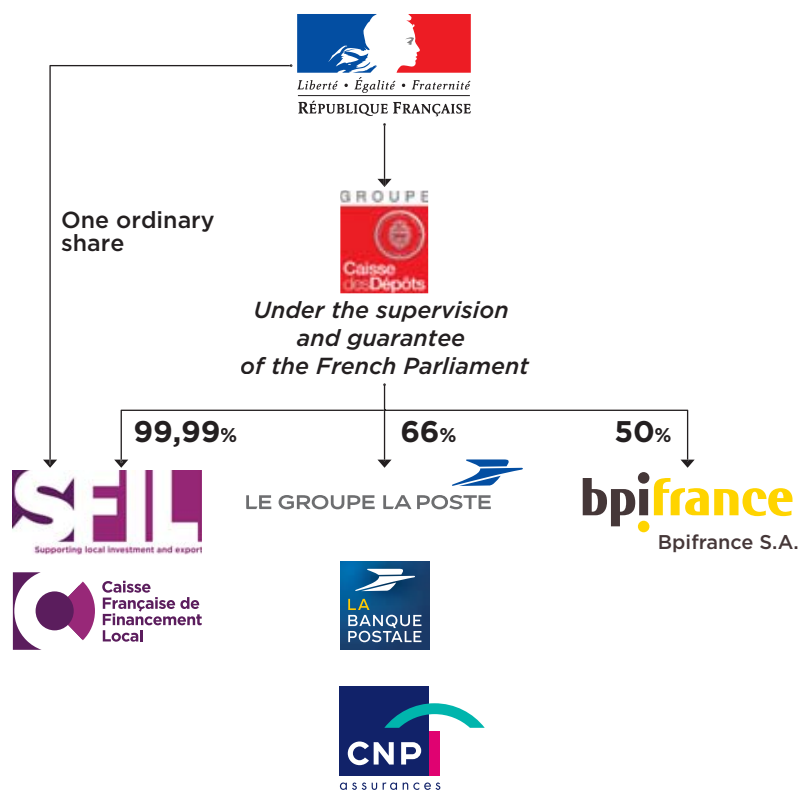 Liberté • Égalité • Fraternité
RÉPUBLIQUE FRANÇAISE
One ordinary
share
GROUPE
Caisse
des Dépôts
Under the supervision
and guarantee
of the French Parliament
99,99%
66%
50%
SFIL
Supporting local investment and export
LE GROUPE LA POSTE
bpifrance
Bpifrance S.A.
Caisse
Française de
Financement
Local
LA
BANQUE
POSTALE
CNP
assurances